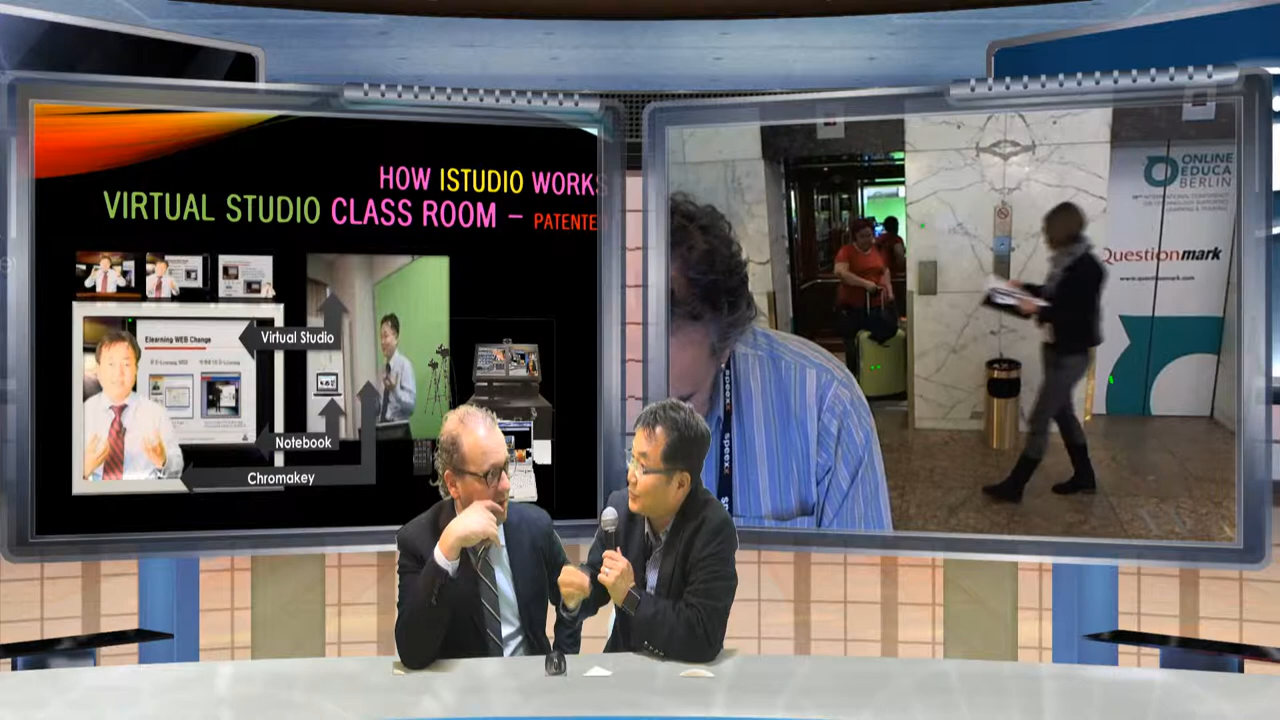 HOW ISTUDIO WORKS
VIRTUAL STUDIO CLASS ROOM – PATENTE
Elearning WEB Change
Virtual Studio
Notebook
Chromakey
speexx
ONLINE
EDUCA
BERLIN
Questionmark
www.questionmark.com